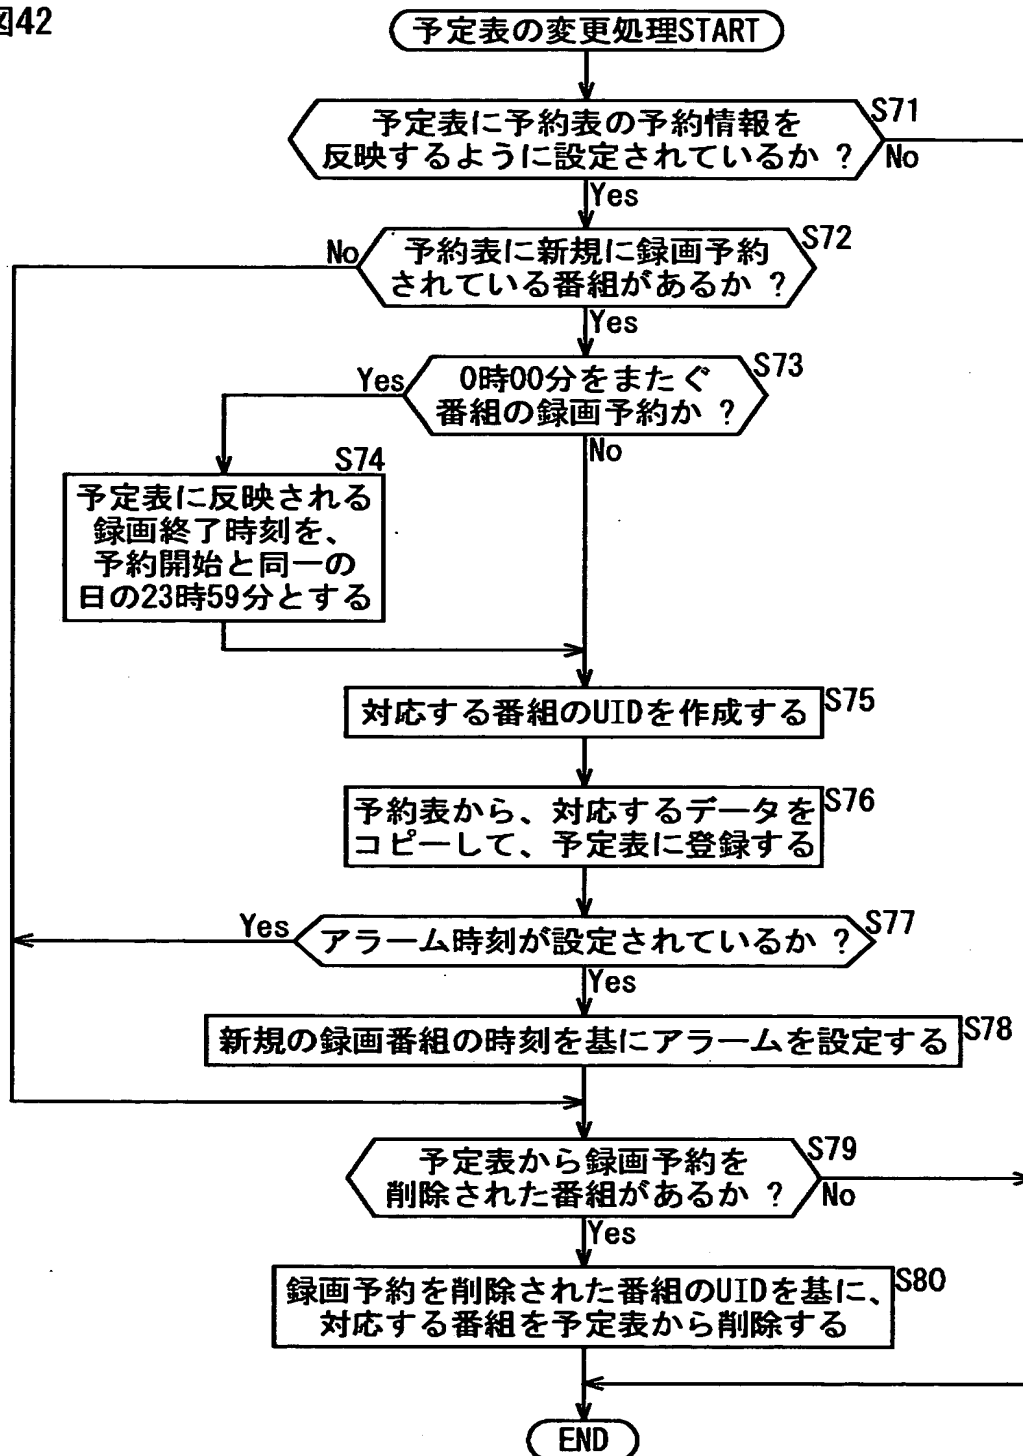 図42
予定表の変更処理START
予定表に予約表の予約情報を
反映するように設定されているか ?
S71
No
Yes
予約表に新規に録画予約
されている番組があるか ?
S72
No
Yes
0時00分をまたぐ
番組の録画予約か ?
S73
Yes
No
S74
予定表に反映される
録画終了時刻を、
予約開始と同一の
日の23時59分とする
対応する番組のUIDを作成する
S75
予約表から、対応するデータを
コピーして、予定表に登録する
S76
アラーム時刻が設定されているか ?
S77
Yes
Yes
新規の録画番組の時刻を基にアラームを設定する
S78
予定表から録画予約を
削除された番組があるか ?
S79
No
Yes
録画予約を削除された番組のUIDを基に、
対応する番組を予定表から削除する
S80
END